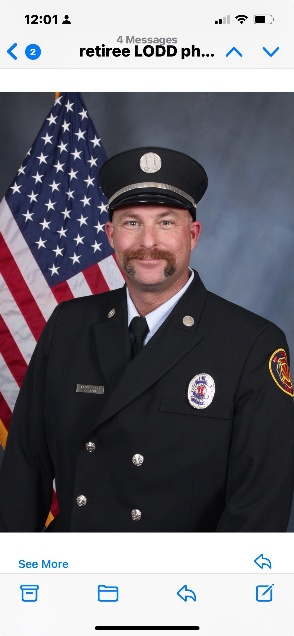 12:01
4 Messages
2
retiree LODD ph...
See More